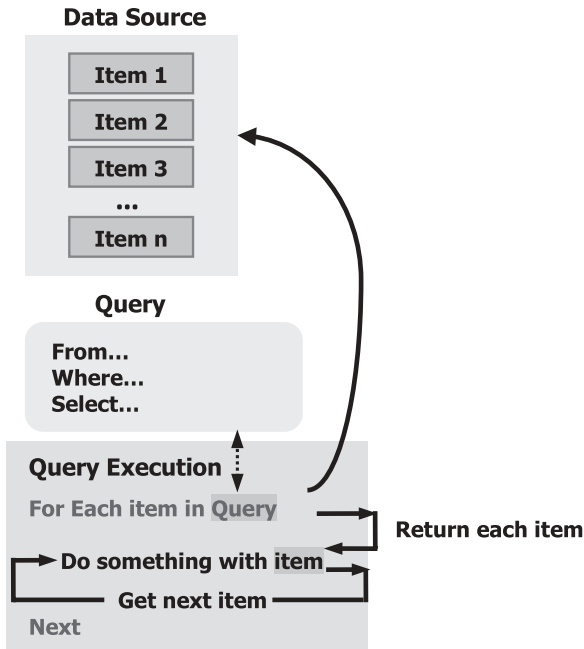 Data Source
Item 1
Item 2
Item 3
...
Item n
Query
From...
Where...
Select...
Query Execution
For Each item in Query
Return each item
Do something with item
Get next item
Next